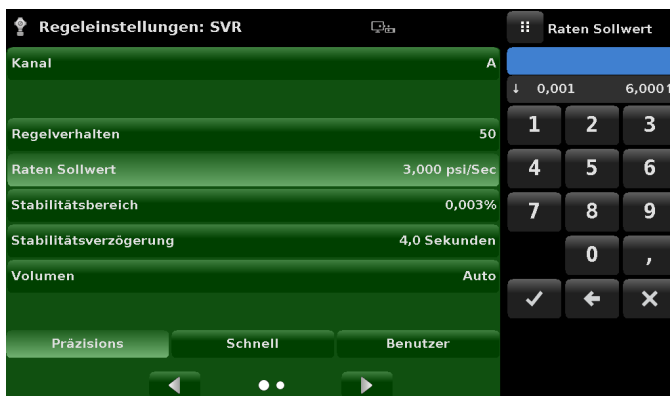 Regeleinstellungen: SVR
Kanal A
Regelverhalten 50
Raten Sollwert 3,000 psi/Sec
Stabilitätsbereich 0,003%
Stabilitätsverzögerung 4,0 Sekunden
Volumen Auto
Präzisions Schnell Benutzer
Raten Sollwert
↓ 0,001 6,000↑
1 2 3
4 5 6
7 8 9
0 ,